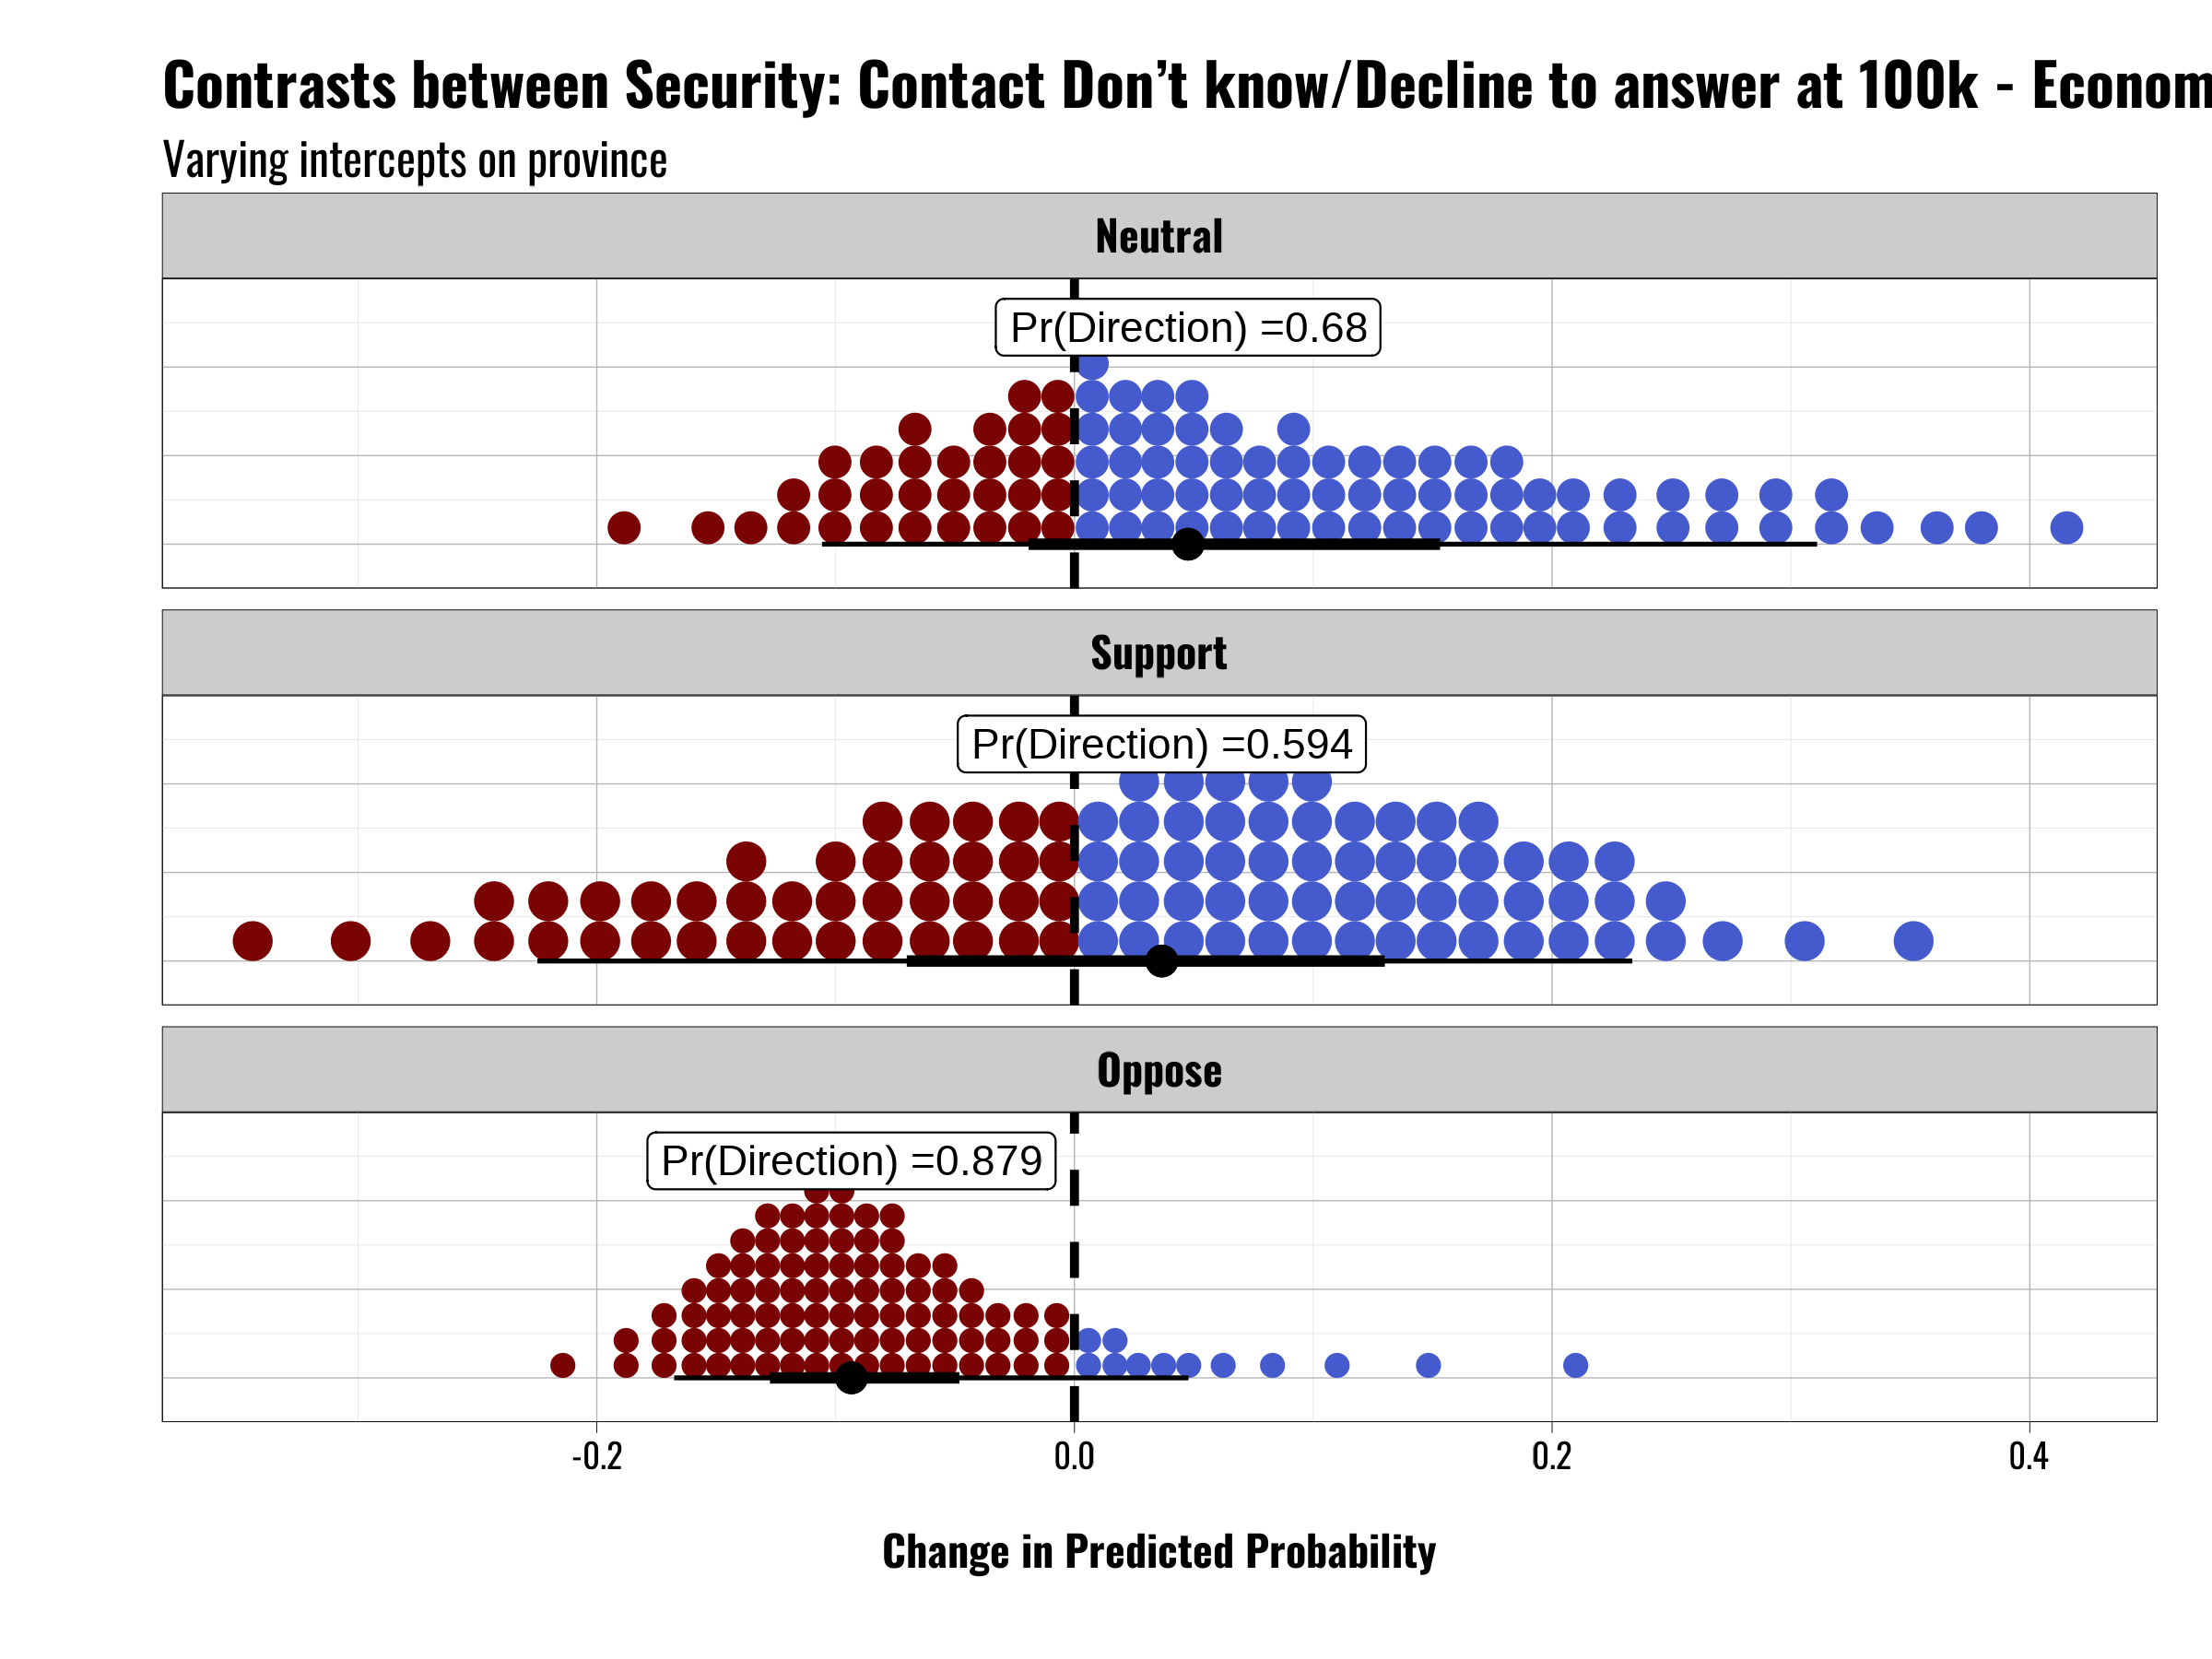 Contrasts between Security: Contact Don’t know/Decline to answer at 100k - Econom
Varying intercepts on province
Neutral
Pr(Direction) =0.68
Support
Pr(Direction) =0.594
Oppose
Pr(Direction) =0.879
-0.2 0.0 0.2 0.4
Change in Predicted Probability